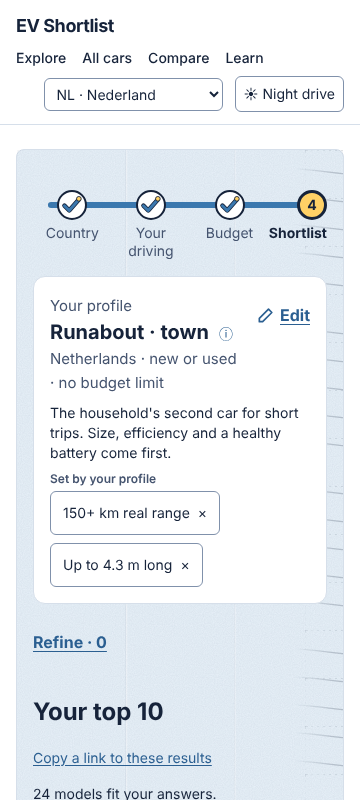 EV Shortlist
Explore All cars Compare Learn
NL · Nederland
☀ Night drive
4
Country Your driving Budget Shortlist
Your profile
Edit
Runabout · town ⓘ
Netherlands · new or used
· no budget limit
The household's second car for short
trips. Size, efficiency and a healthy
battery come first.
Set by your profile
150+ km real range ×
Up to 4.3 m long ×
Refine · 0
Your top 10
Copy a link to these results
24 models fit your answers.